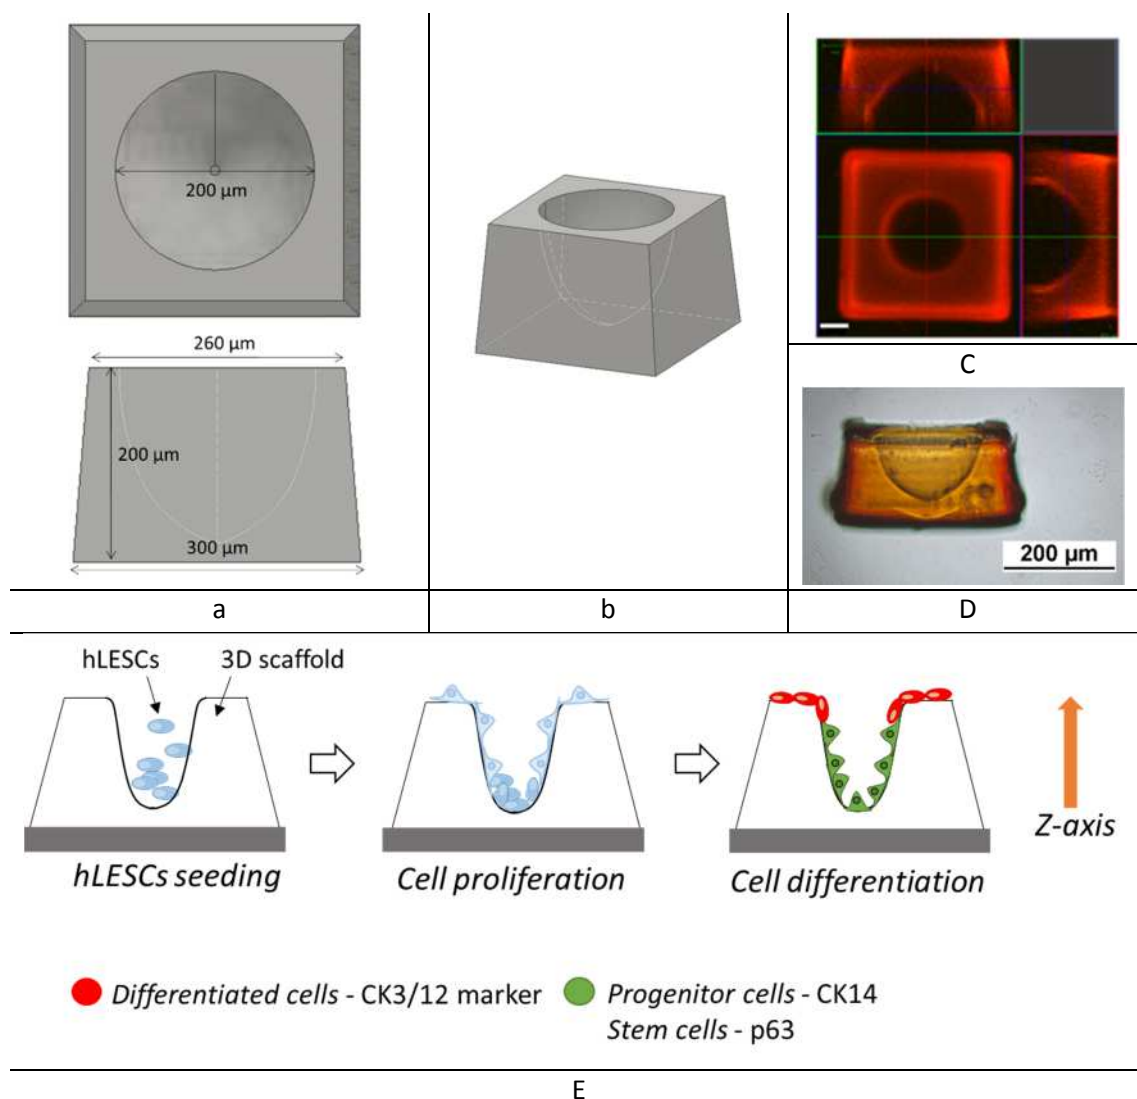 200 µm
260 µm
200 µm
300 µm
a
b
C
200 µm
D
hLESCs
3D scaffold
hLESCs seeding
Cell proliferation
Cell differentiation
Z-axis
Differentiated cells - CK3/12 marker
Progenitor cells - CK14
Stem cells - p63
E